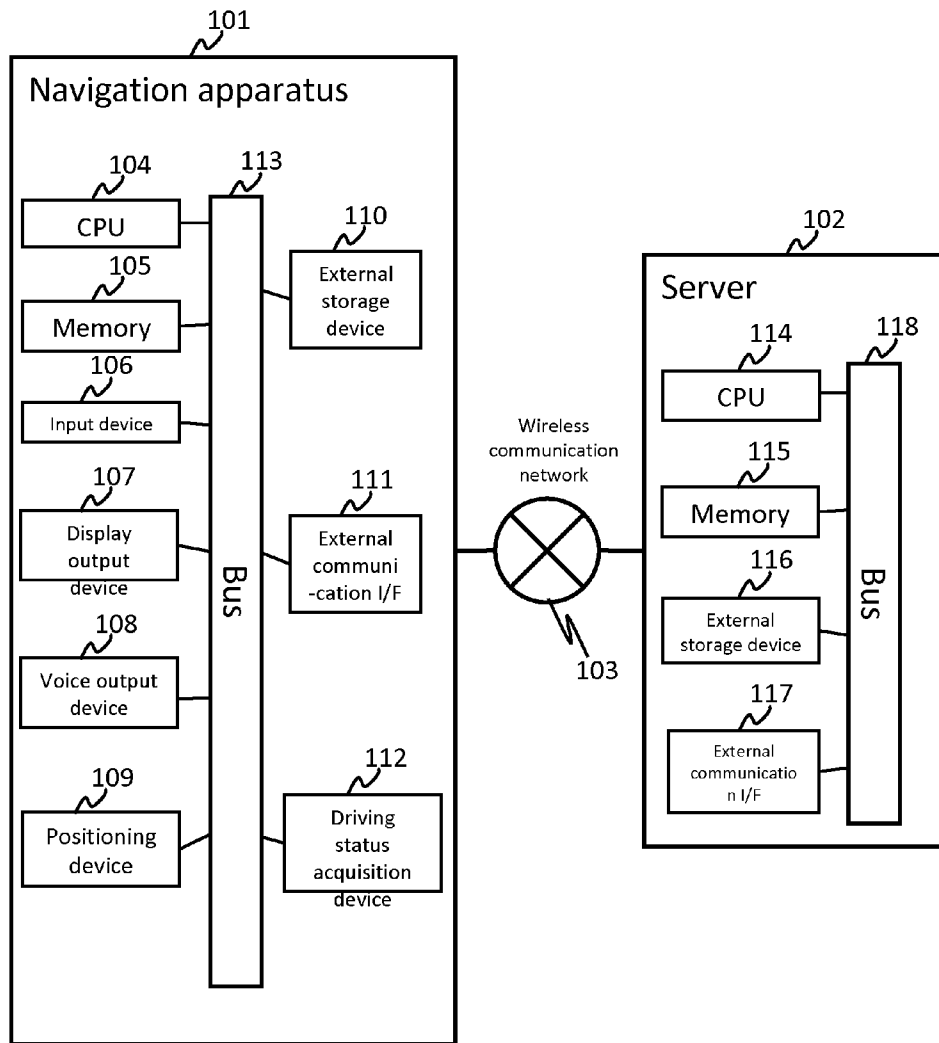 101
Navigation apparatus
104
CPU
105
Memory
106
Input device
107
Display
output
device
108
Voice output
device
109
Positioning
device
113
Bus
110
External
storage
device
111
External
communi
-cation I/F
112
Driving
status
acquisition
device
Wireless
communication
network
103
102
Server
114
CPU
115
Memory
116
External
storage device
117
External
communicatio
n I/F
118
Bus